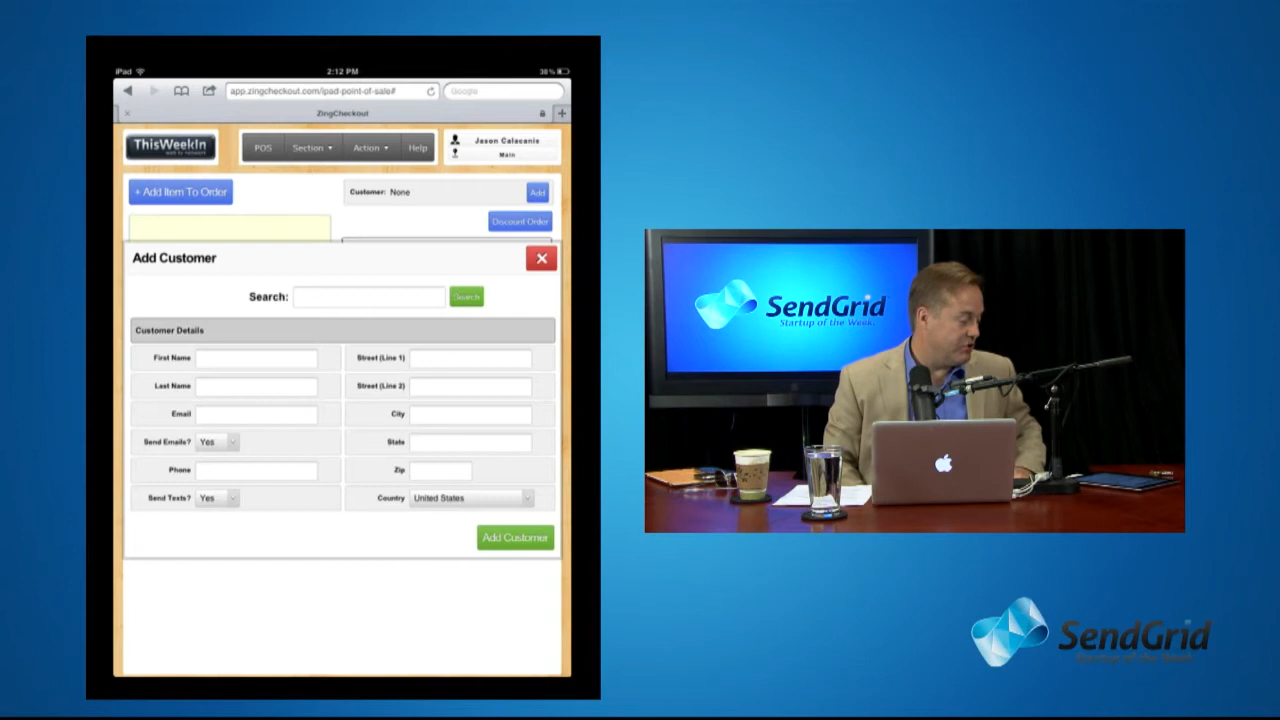 iPad 2:12 PM 38%
app.zingcheckout.com/ipad-point-of-sale# Google
ZingCheckout
ThisWeekIn POS Section Action Help Jason Calacanis
Main
+ Add Item To Order Customer: None Add
Discount Order
Add Customer
Search: Search
Customer Details
First Name Street (Line 1)
Last Name Street (Line 2)
Email City
Send Emails? Yes State
Phone Zip
Send Texts? Yes Country United States
Add Customer
SendGrid
Startup of the Week.
SendGrid
Startup of the Week